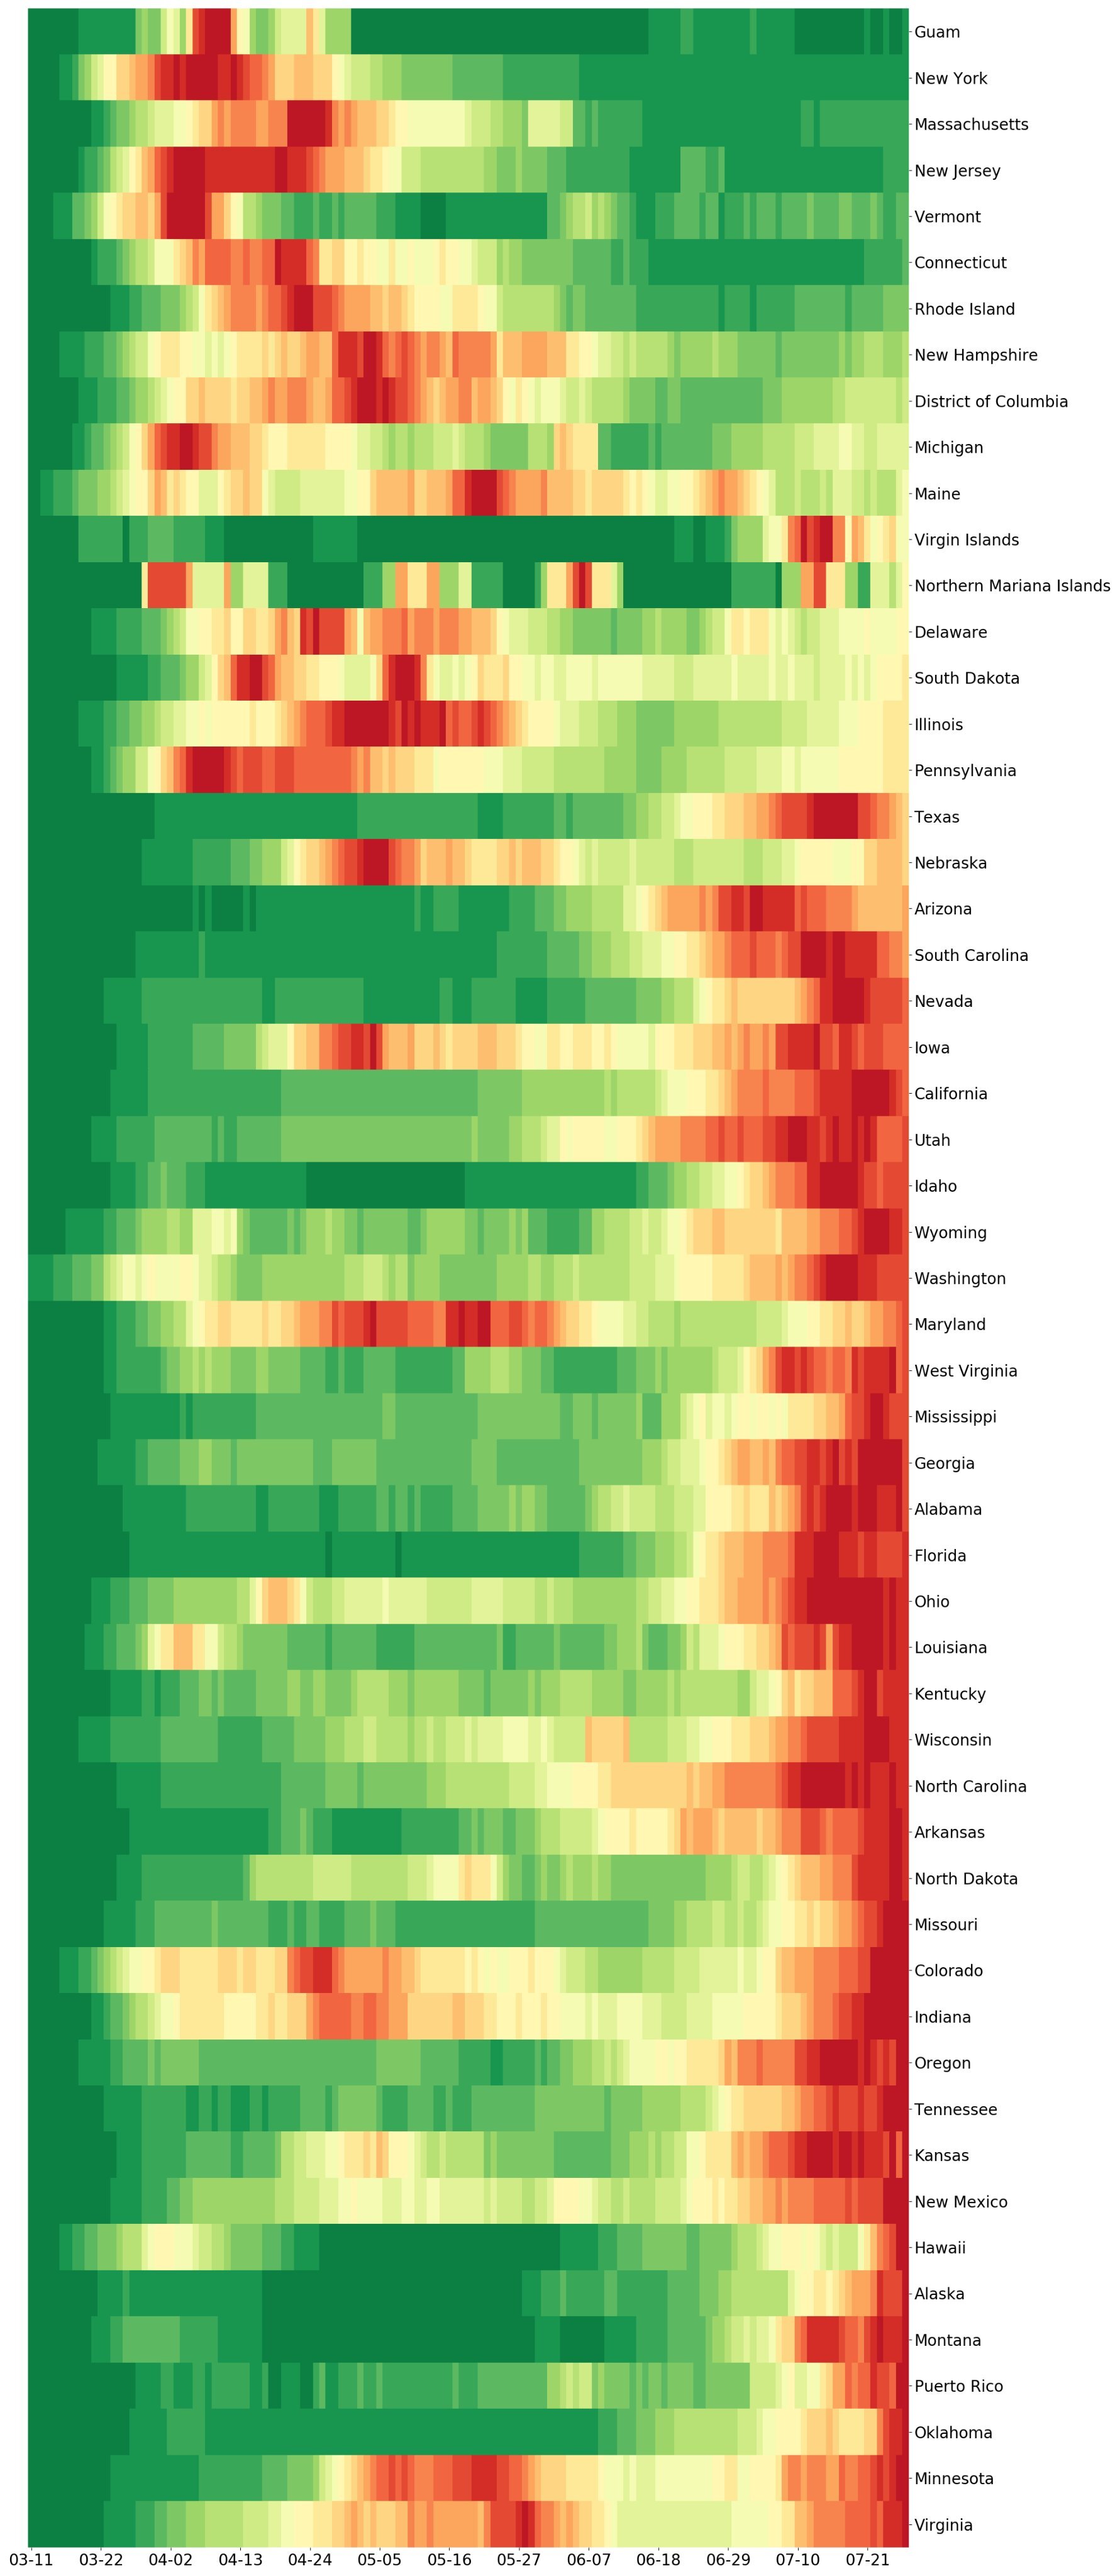 Guam
New York
Massachusetts
New Jersey
Vermont
Connecticut
Rhode Island
New Hampshire
District of Columbia
Michigan
Maine
Virgin Islands
Northern Mariana Islands
Delaware
South Dakota
Illinois
Pennsylvania
Texas
Nebraska
Arizona
South Carolina
Nevada
Iowa
California
Utah
Idaho
Wyoming
Washington
Maryland
West Virginia
Mississippi
Georgia
Alabama
Florida
Ohio
Louisiana
Kentucky
Wisconsin
North Carolina
Arkansas
North Dakota
Missouri
Colorado
Indiana
Oregon
Tennessee
Kansas
New Mexico
Hawaii
Alaska
Montana
Puerto Rico
Oklahoma
Minnesota
Virginia
03-11 03-22 04-02 04-13 04-24 05-05 05-16 05-27 06-07 06-18 06-29 07-10 07-21